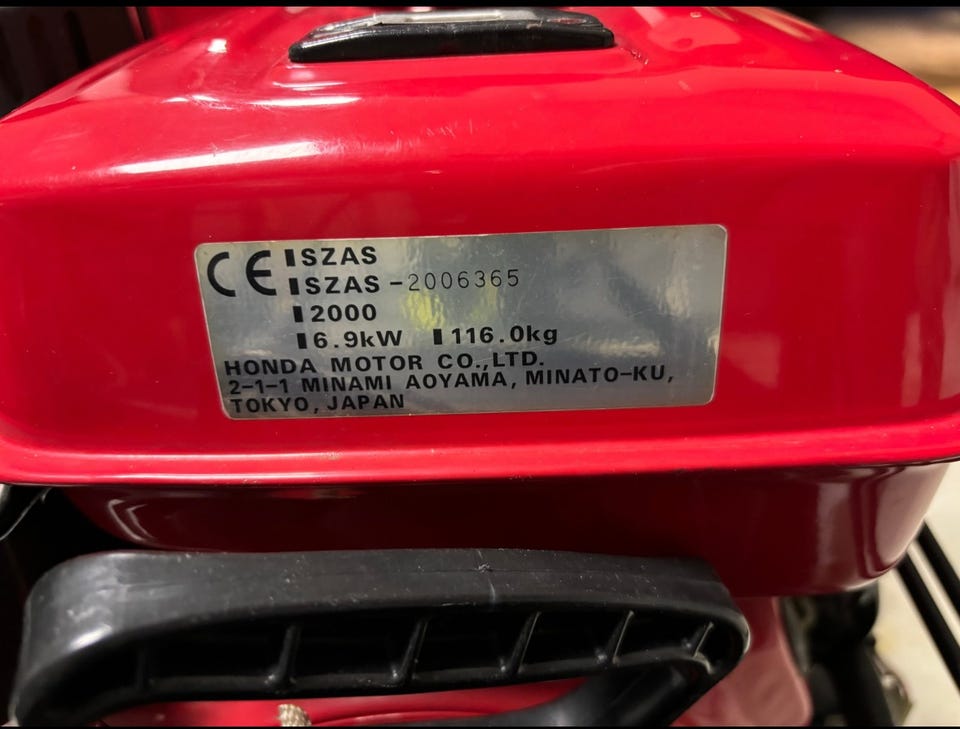 CE ▮SZAS
▮SZAS-2006365
▮2000
▮6.9kW ▮116.0kg
HONDA MOTOR CO.,LTD.
2-1-1 MINAMI AOYAMA, MINATO-KU,
TOKYO, JAPAN